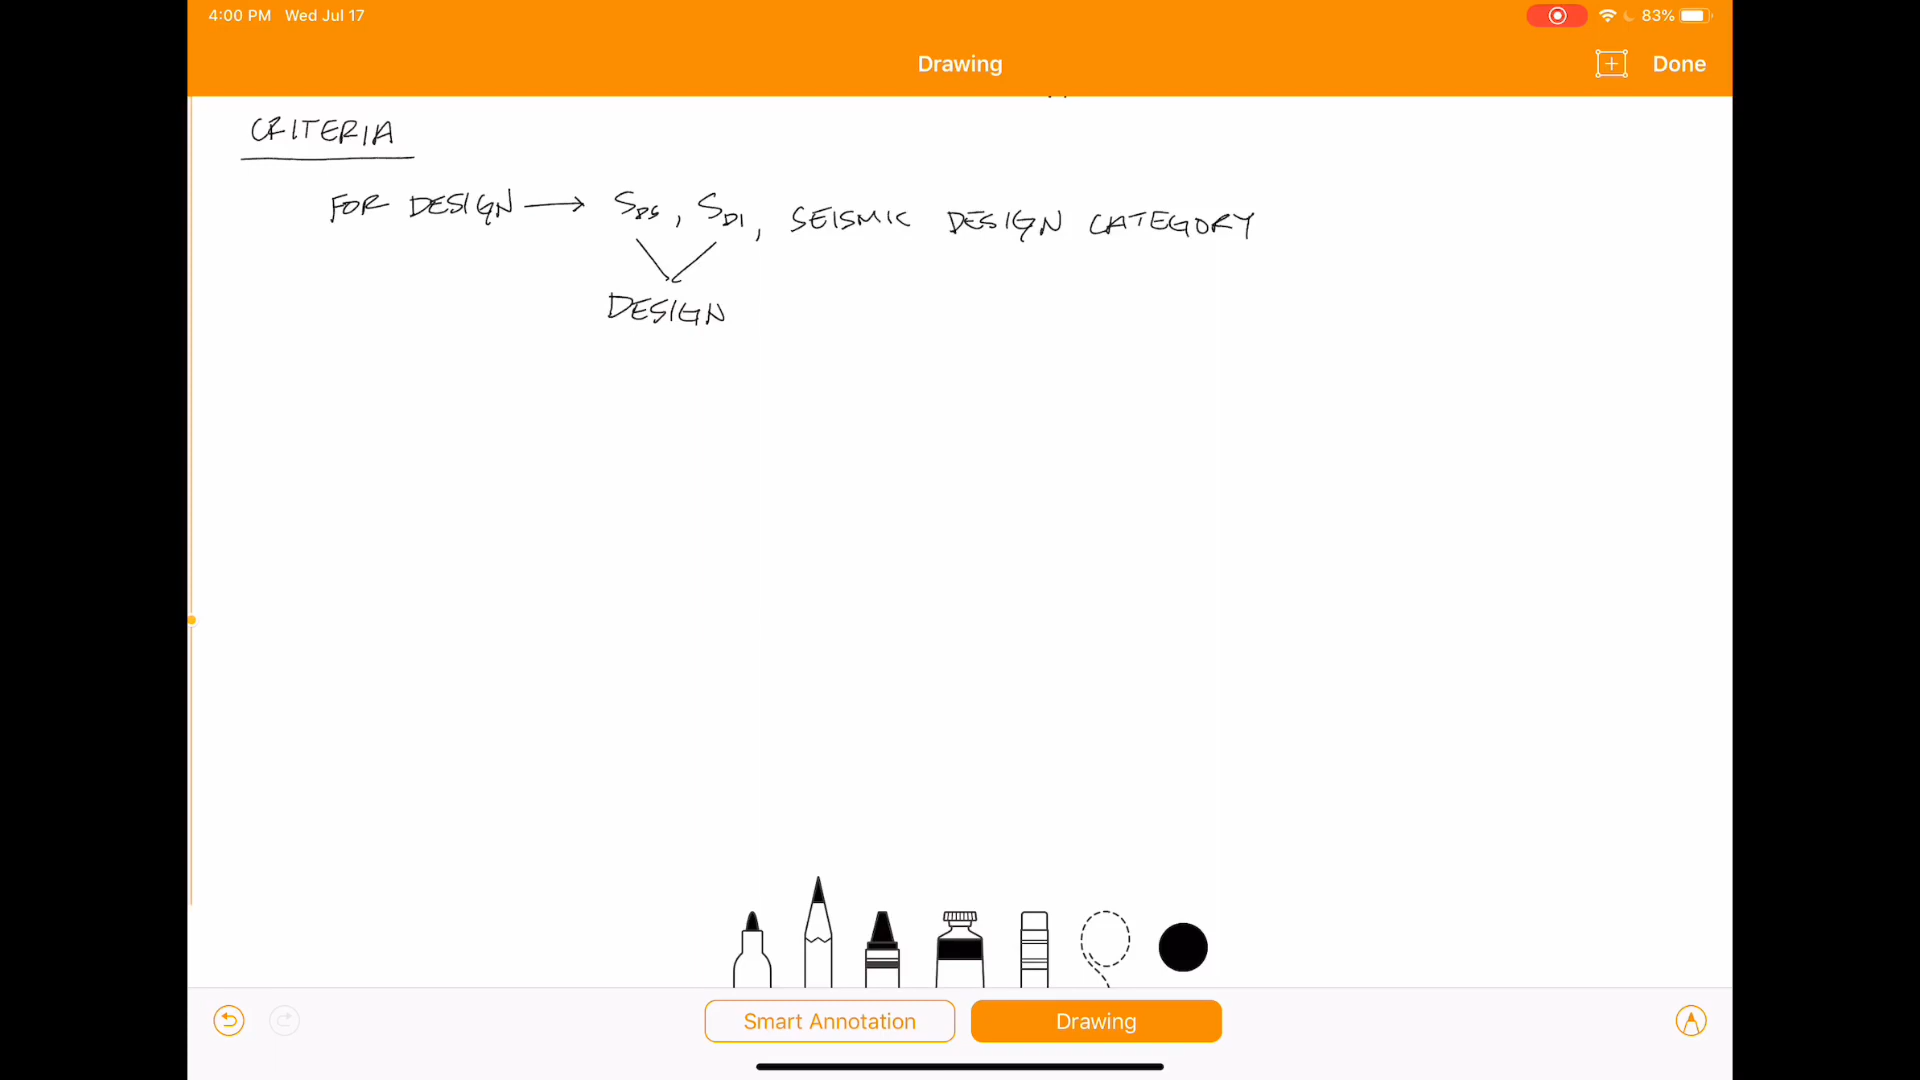 4:00 PM Wed Jul 17 83%
Drawing Done
CRITERIA
FOR DESIGN → SDS, SD1, SEISMIC DESIGN CATEGORY
DESIGN
Smart Annotation Drawing